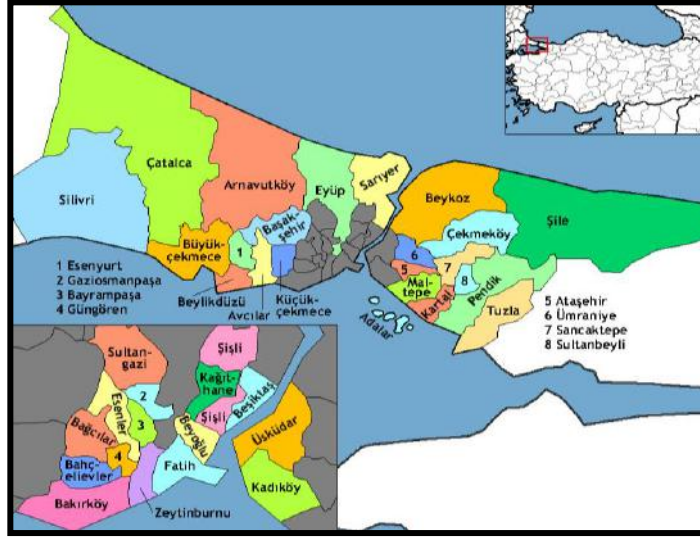 Silivri
Çatalca
Arnavutköy
Eyüp
Sarıyer
Başak-
şehir
Büyük-
çekmece
1
Beylikdüzü
Avcılar
Küçük-
çekmece
1 Esenyurt
2 Gaziosmanpaşa
3 Bayrampaşa
4 Güngören
Beykoz
Şile
Çekmeköy
6
5
7
8
Mal-
tepe
Kartal
Pendik
Tuzla
Adalar
5 Ataşehir
6 Ümraniye
7 Sancaktepe
8 Sultanbeyli
Sultan-
gazi
Şişli
Kağıt-
hane
Şişli
Beşiktaş
2
Esenler
3
Bağcılar
4
Beyoğlu
Bahç-
elievler
Fatih
Bakırköy
Zeytinburnu
Üsküdar
Kadıköy